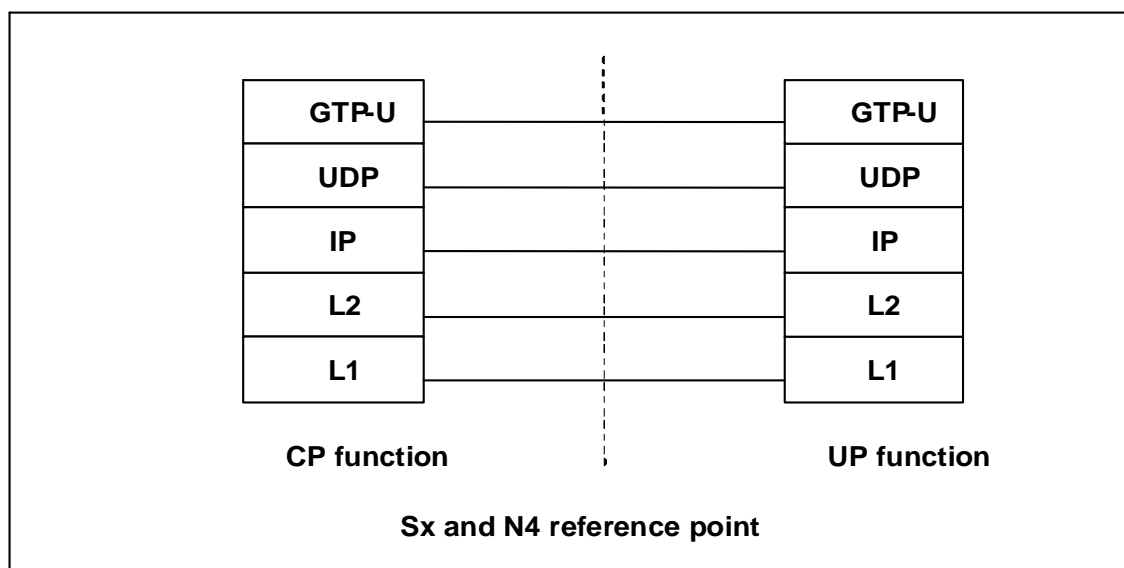 GTP-U GTP-U
UDP UDP
IP IP
L2 L2
L1 L1
CP function UP function
Sx and N4 reference point